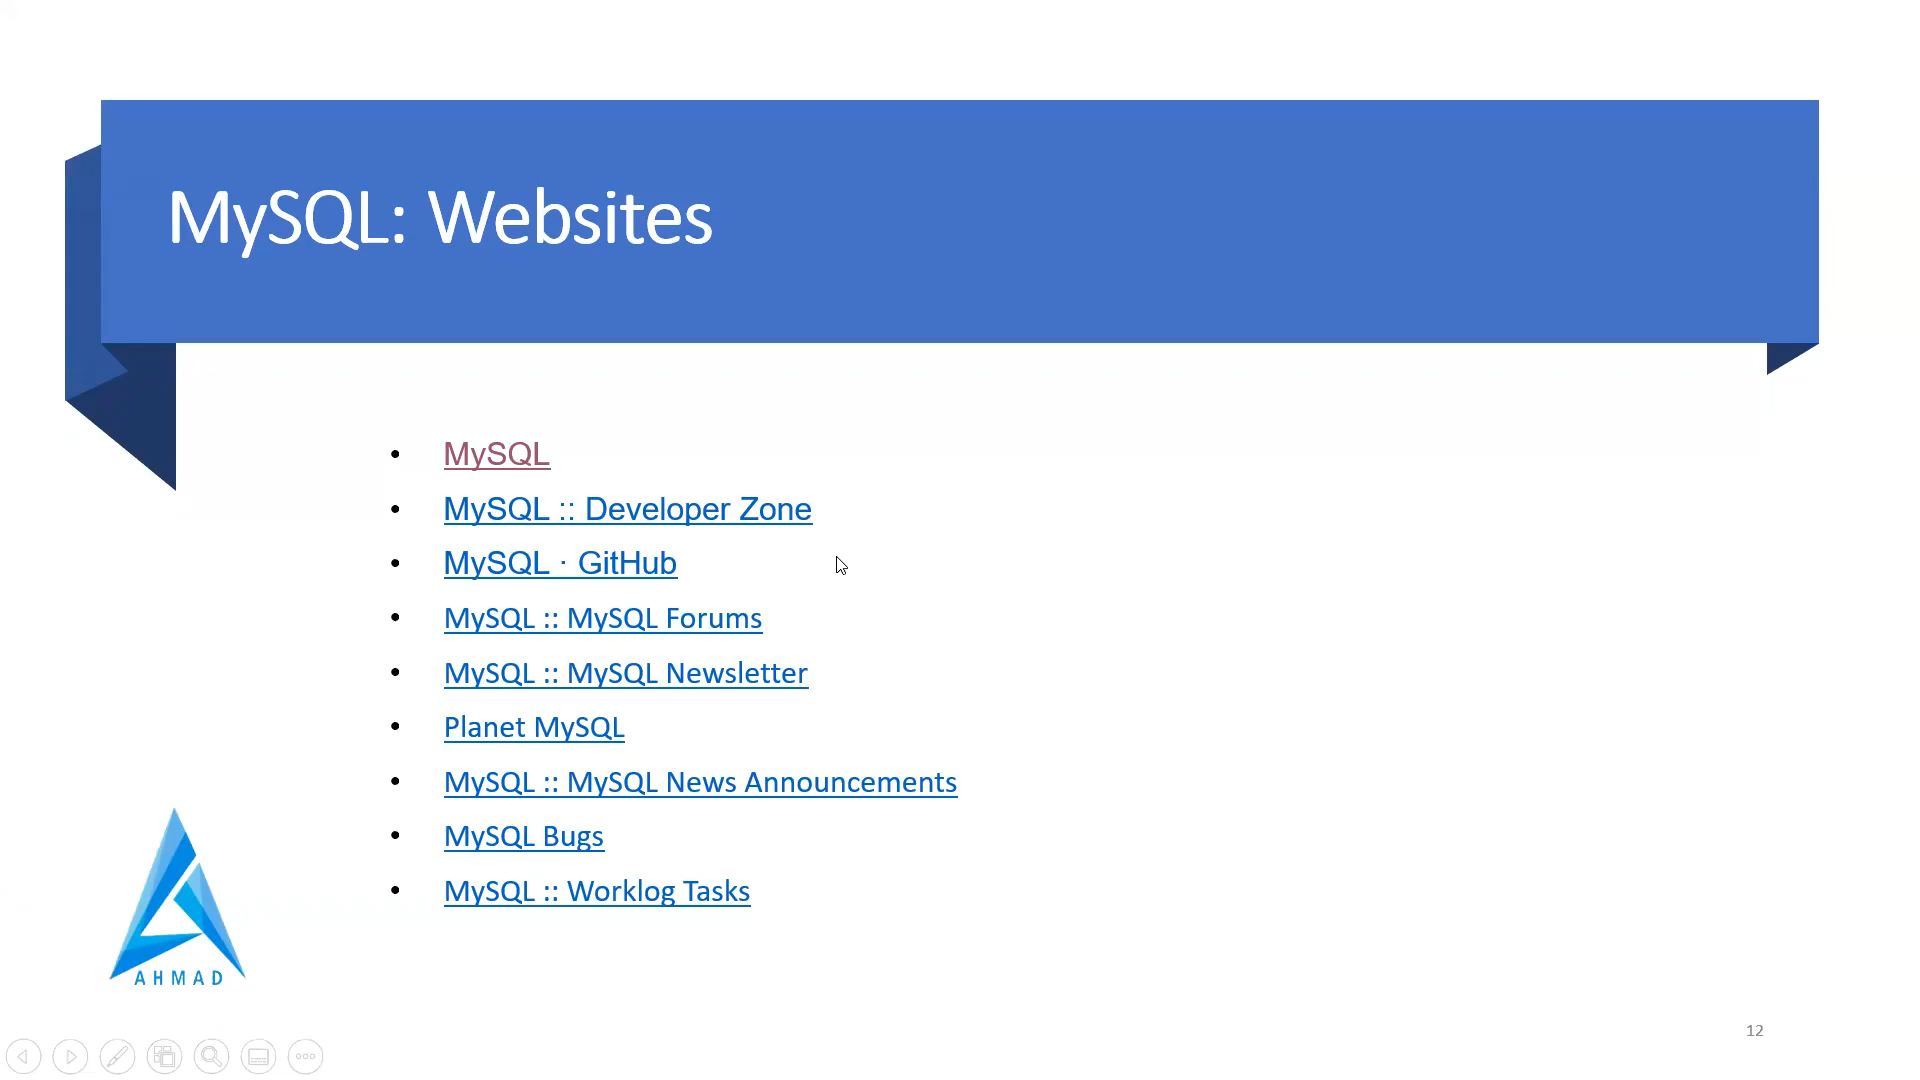 MySQL: Websites
• MySQL
• MySQL :: Developer Zone
• MySQL · GitHub
• MySQL :: MySQL Forums
• MySQL :: MySQL Newsletter
• Planet MySQL
• MySQL :: MySQL News Announcements
• MySQL Bugs
• MySQL :: Worklog Tasks
AHMAD
12